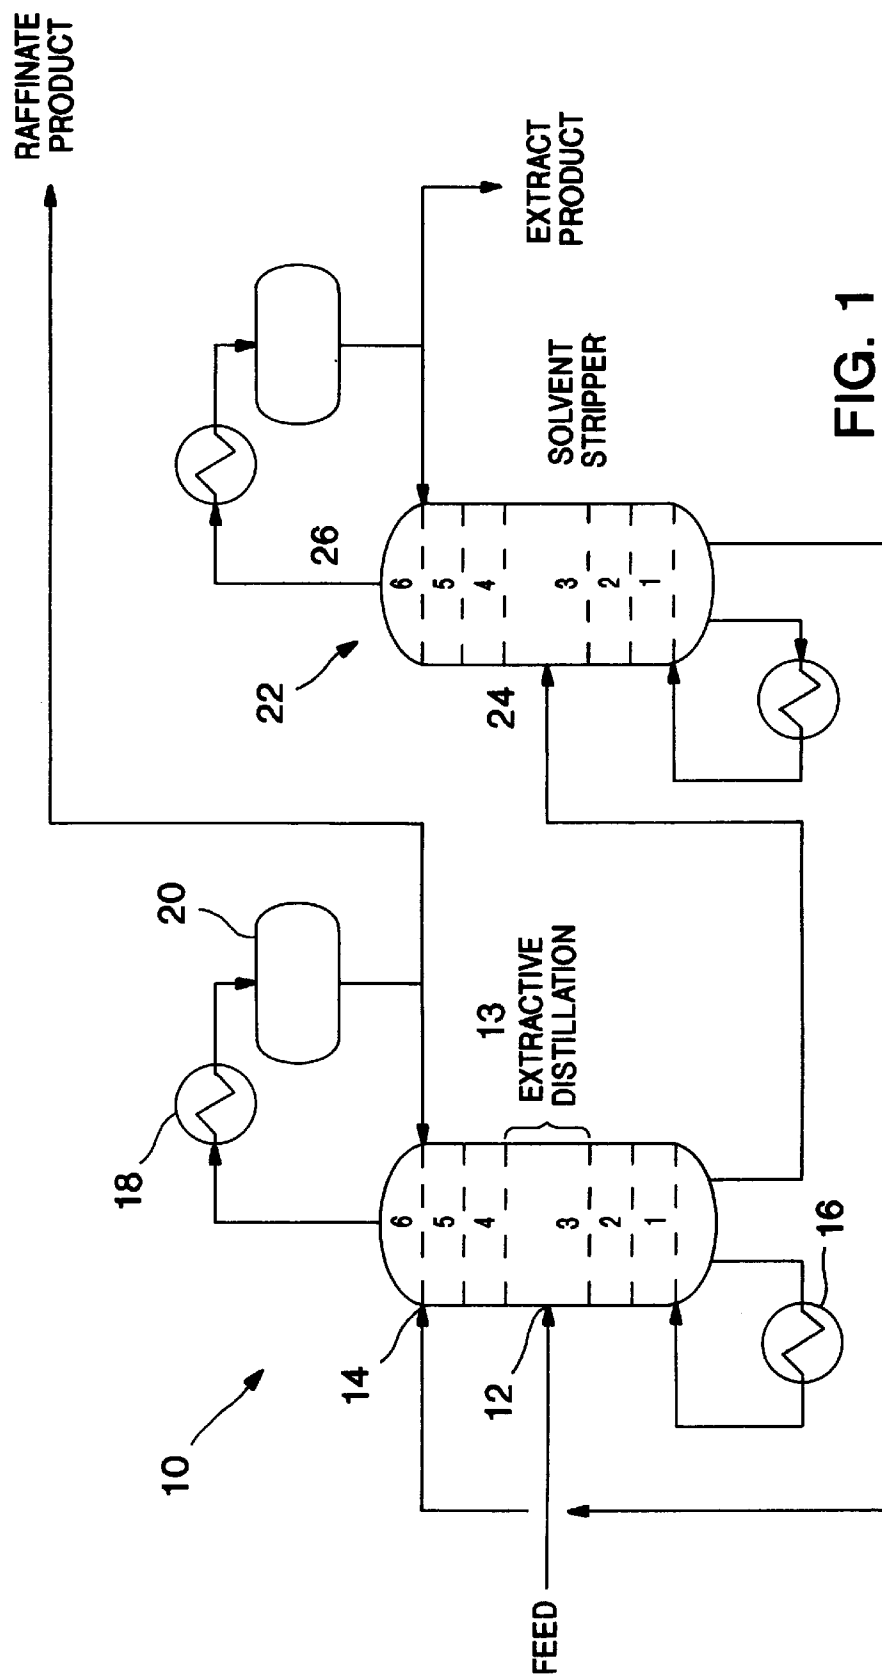 RAFFINATE
PRODUCT
20
18
26
22
EXTRACT
PRODUCT
10
14
6
5
4
3
2
1
13
EXTRACTIVE
DISTILLATION
24
6
5
4
3
2
1
SOLVENT
STRIPPER
12
FEED
16
FIG. 1